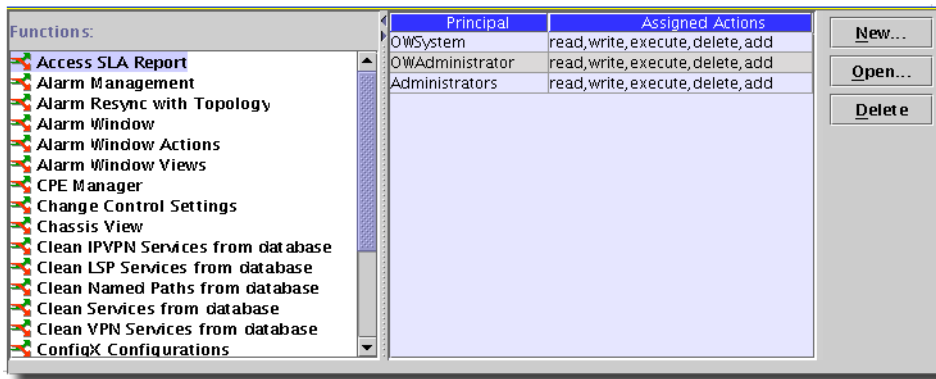 Functions:
Access SLA Report
Alarm Management
Alarm Resync with Topology
Alarm Window
Alarm Window Actions
Alarm Window Views
CPE Manager
Change Control Settings
Chassis View
Clean IPVPN Services from database
Clean LSP Services from database
Clean Named Paths from database
Clean Services from database
Clean VPN Services from database
ConfigX Configurations
Principal Assigned Actions
OWSystem read,write,execute,delete,add
OWAdministrator read,write,execute,delete,add
Administrators read,write,execute,delete,add
New...
Open...
Delete